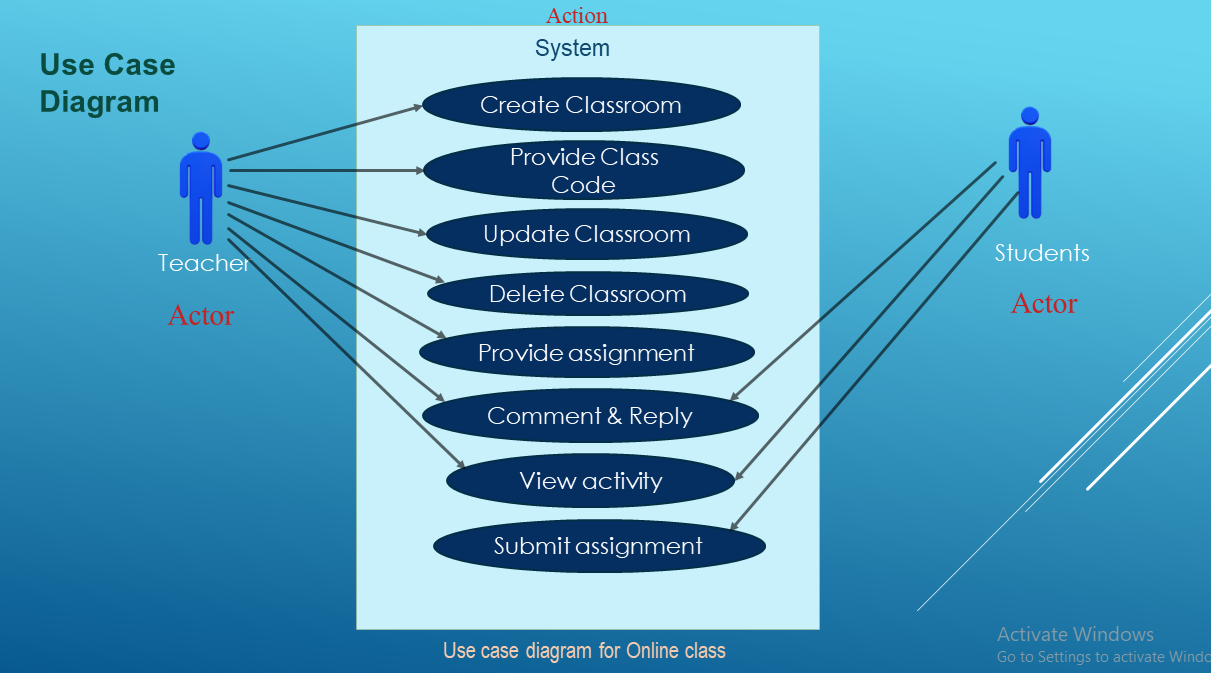 Action
System
Use Case
Diagram
Create Classroom
Provide Class
Code
Update Classroom
Delete Classroom
Provide assignment
Comment & Reply
View activity
Submit assignment
Teacher
Actor
Students
Actor
Use case diagram for Online class
Activate Windows
Go to Settings to activate Windo